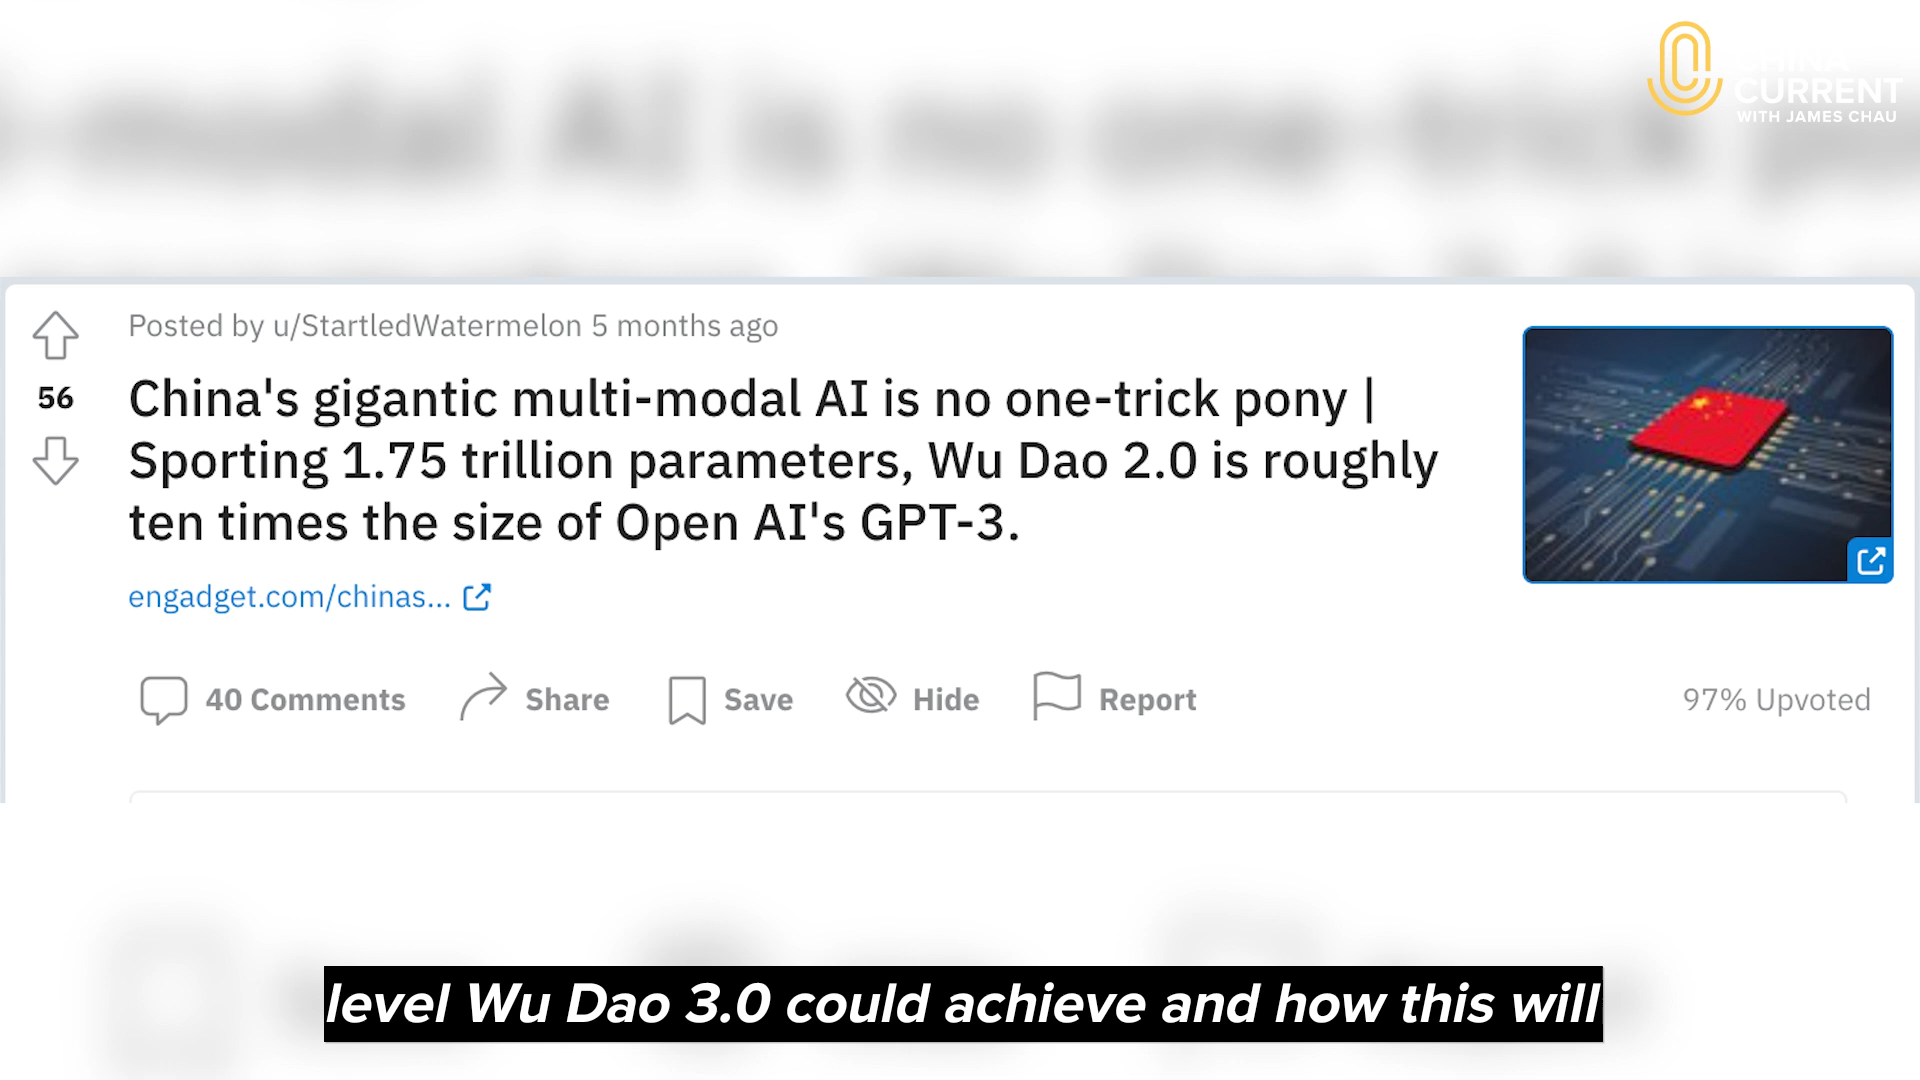 CHINA
CURRENT
WITH JAMES CHAU
Posted by u/StartledWatermelon 5 months ago
56
China's gigantic multi-modal AI is no one-trick pony |
Sporting 1.75 trillion parameters, Wu Dao 2.0 is roughly
ten times the size of Open AI's GPT-3.
engadget.com/chinas...
40 Comments Share Save Hide Report 97% Upvoted
level Wu Dao 3.0 could achieve and how this will